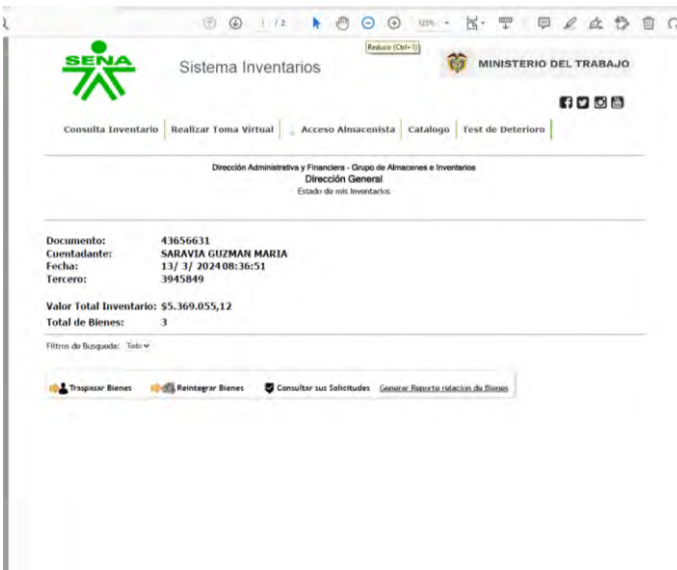 1 / 2
125%
Reducir (Ctrl+-)
SENA
Sistema Inventarios
MINISTERIO DEL TRABAJO
Consulta Inventario Realizar Toma Virtual Acceso Almacenista Catalogo Test de Deterioro
Dirección Administrativa y Financiera - Grupo de Almacenes e Inventarios
Dirección General
Estado de mis Inventarios
Documento: 43656631
Cuentadante: SARAVIA GUZMAN MARIA
Fecha: 13/ 3/ 2024 08:36:51
Tercero: 3945849
Valor Total Inventario: $5.369.055,12
Total de Bienes: 3
Filtros de Busqueda: Todo
Traspasar Bienes Reintegrar Bienes Consultar sus Solicitudes Generar Reporte relacion de Bienes